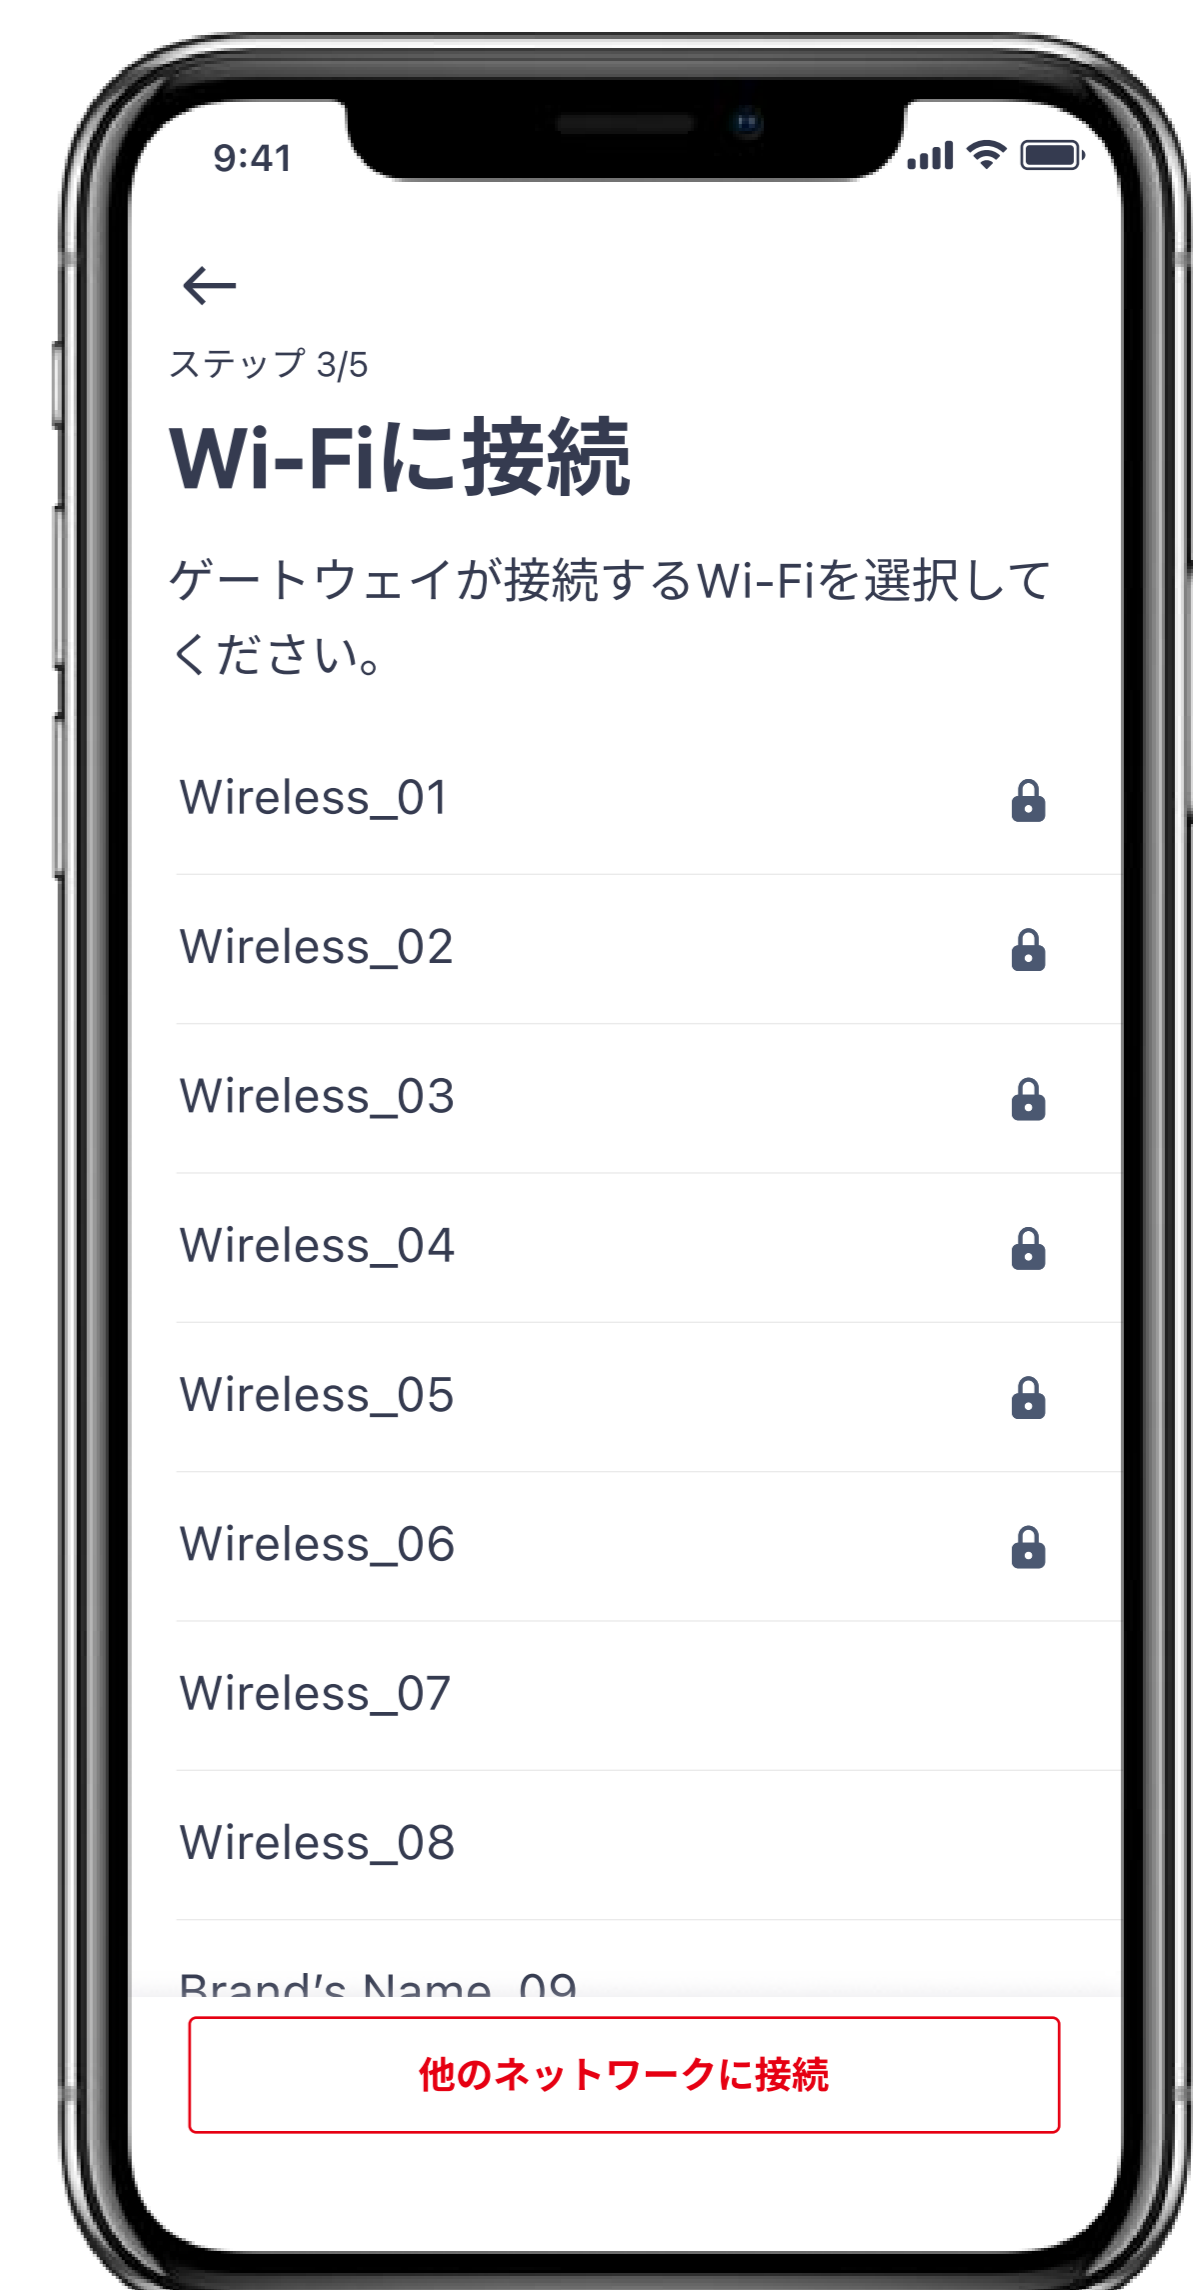 9:41
ステップ 3/5
Wi-Fiに接続
ゲートウェイが接続するWi-Fiを選択して
ください。
Wireless_01
Wireless_02
Wireless_03
Wireless_04
Wireless_05
Wireless_06
Wireless_07
Wireless_08
Brand's Name_09
他のネットワークに接続